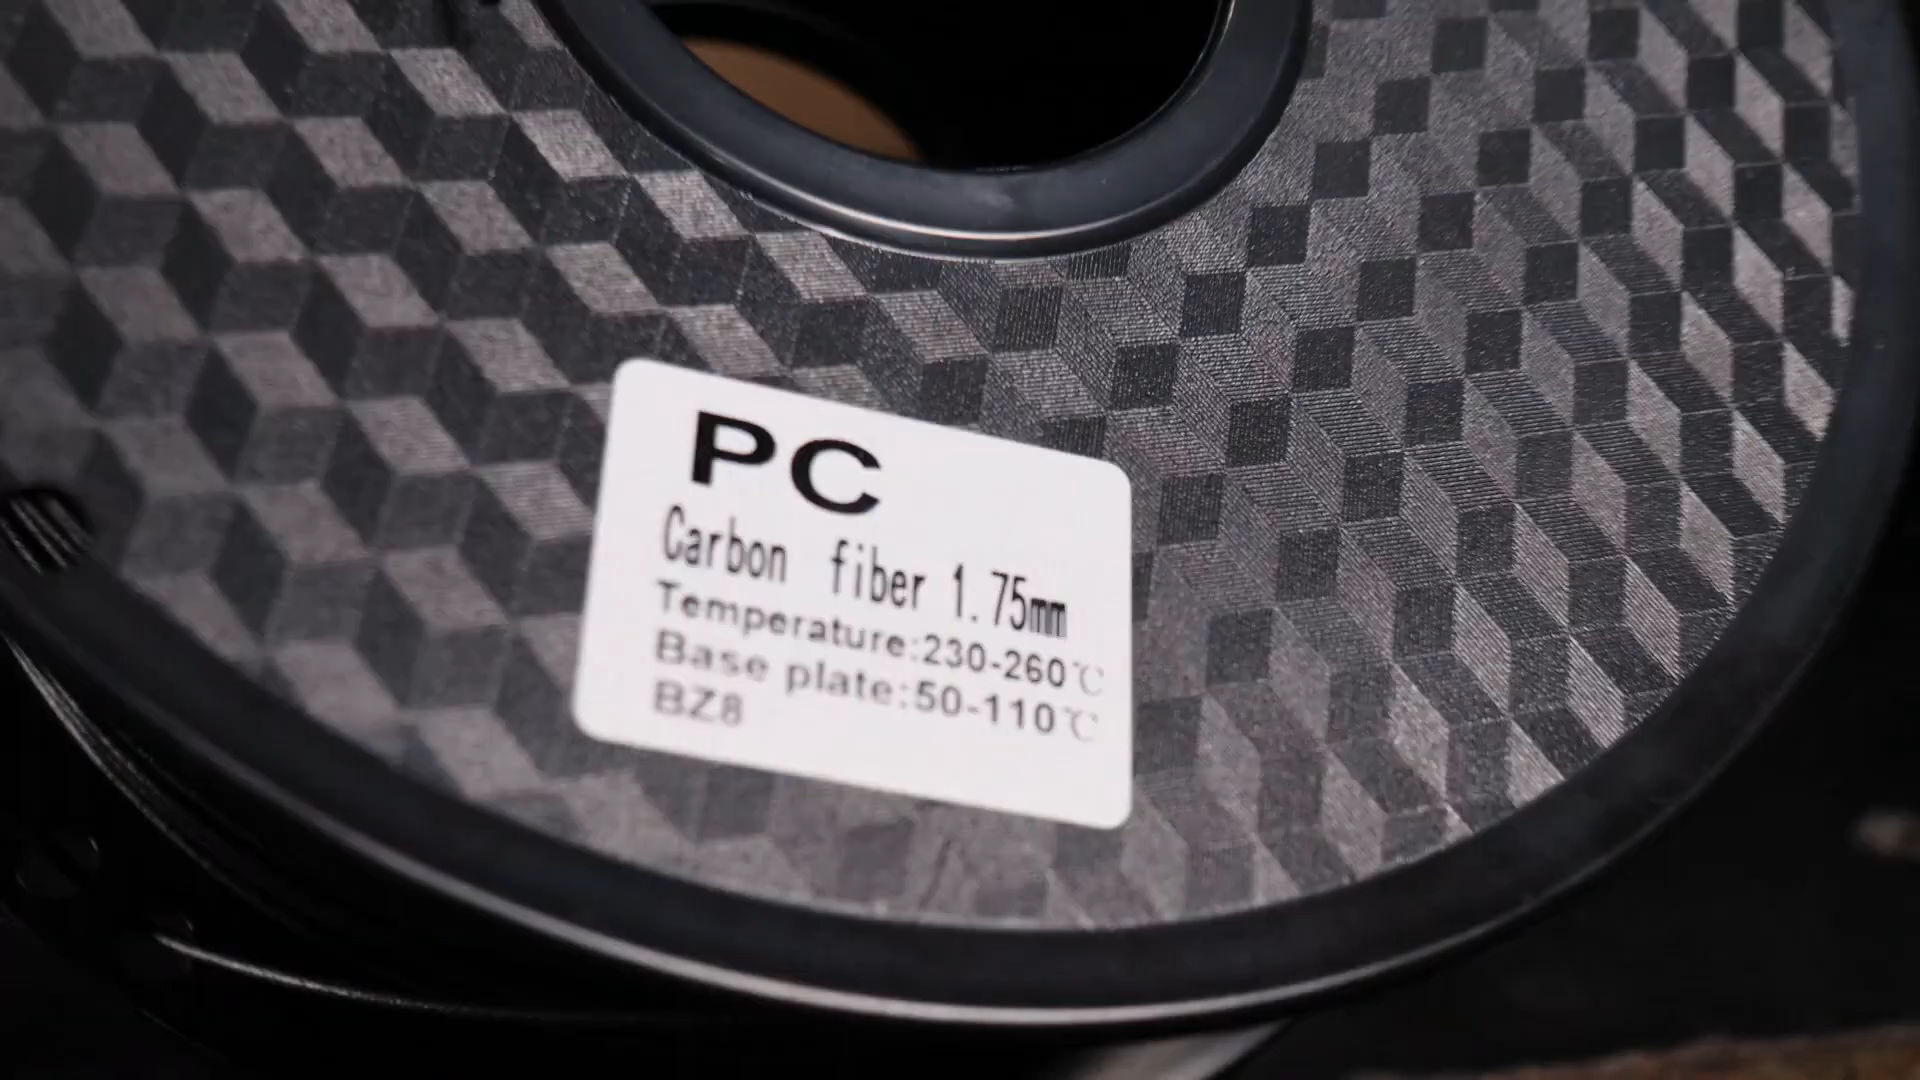 PC
Carbon fiber 1.75mm
Temperature:230-260℃
Base plate:50-110℃
BZ8